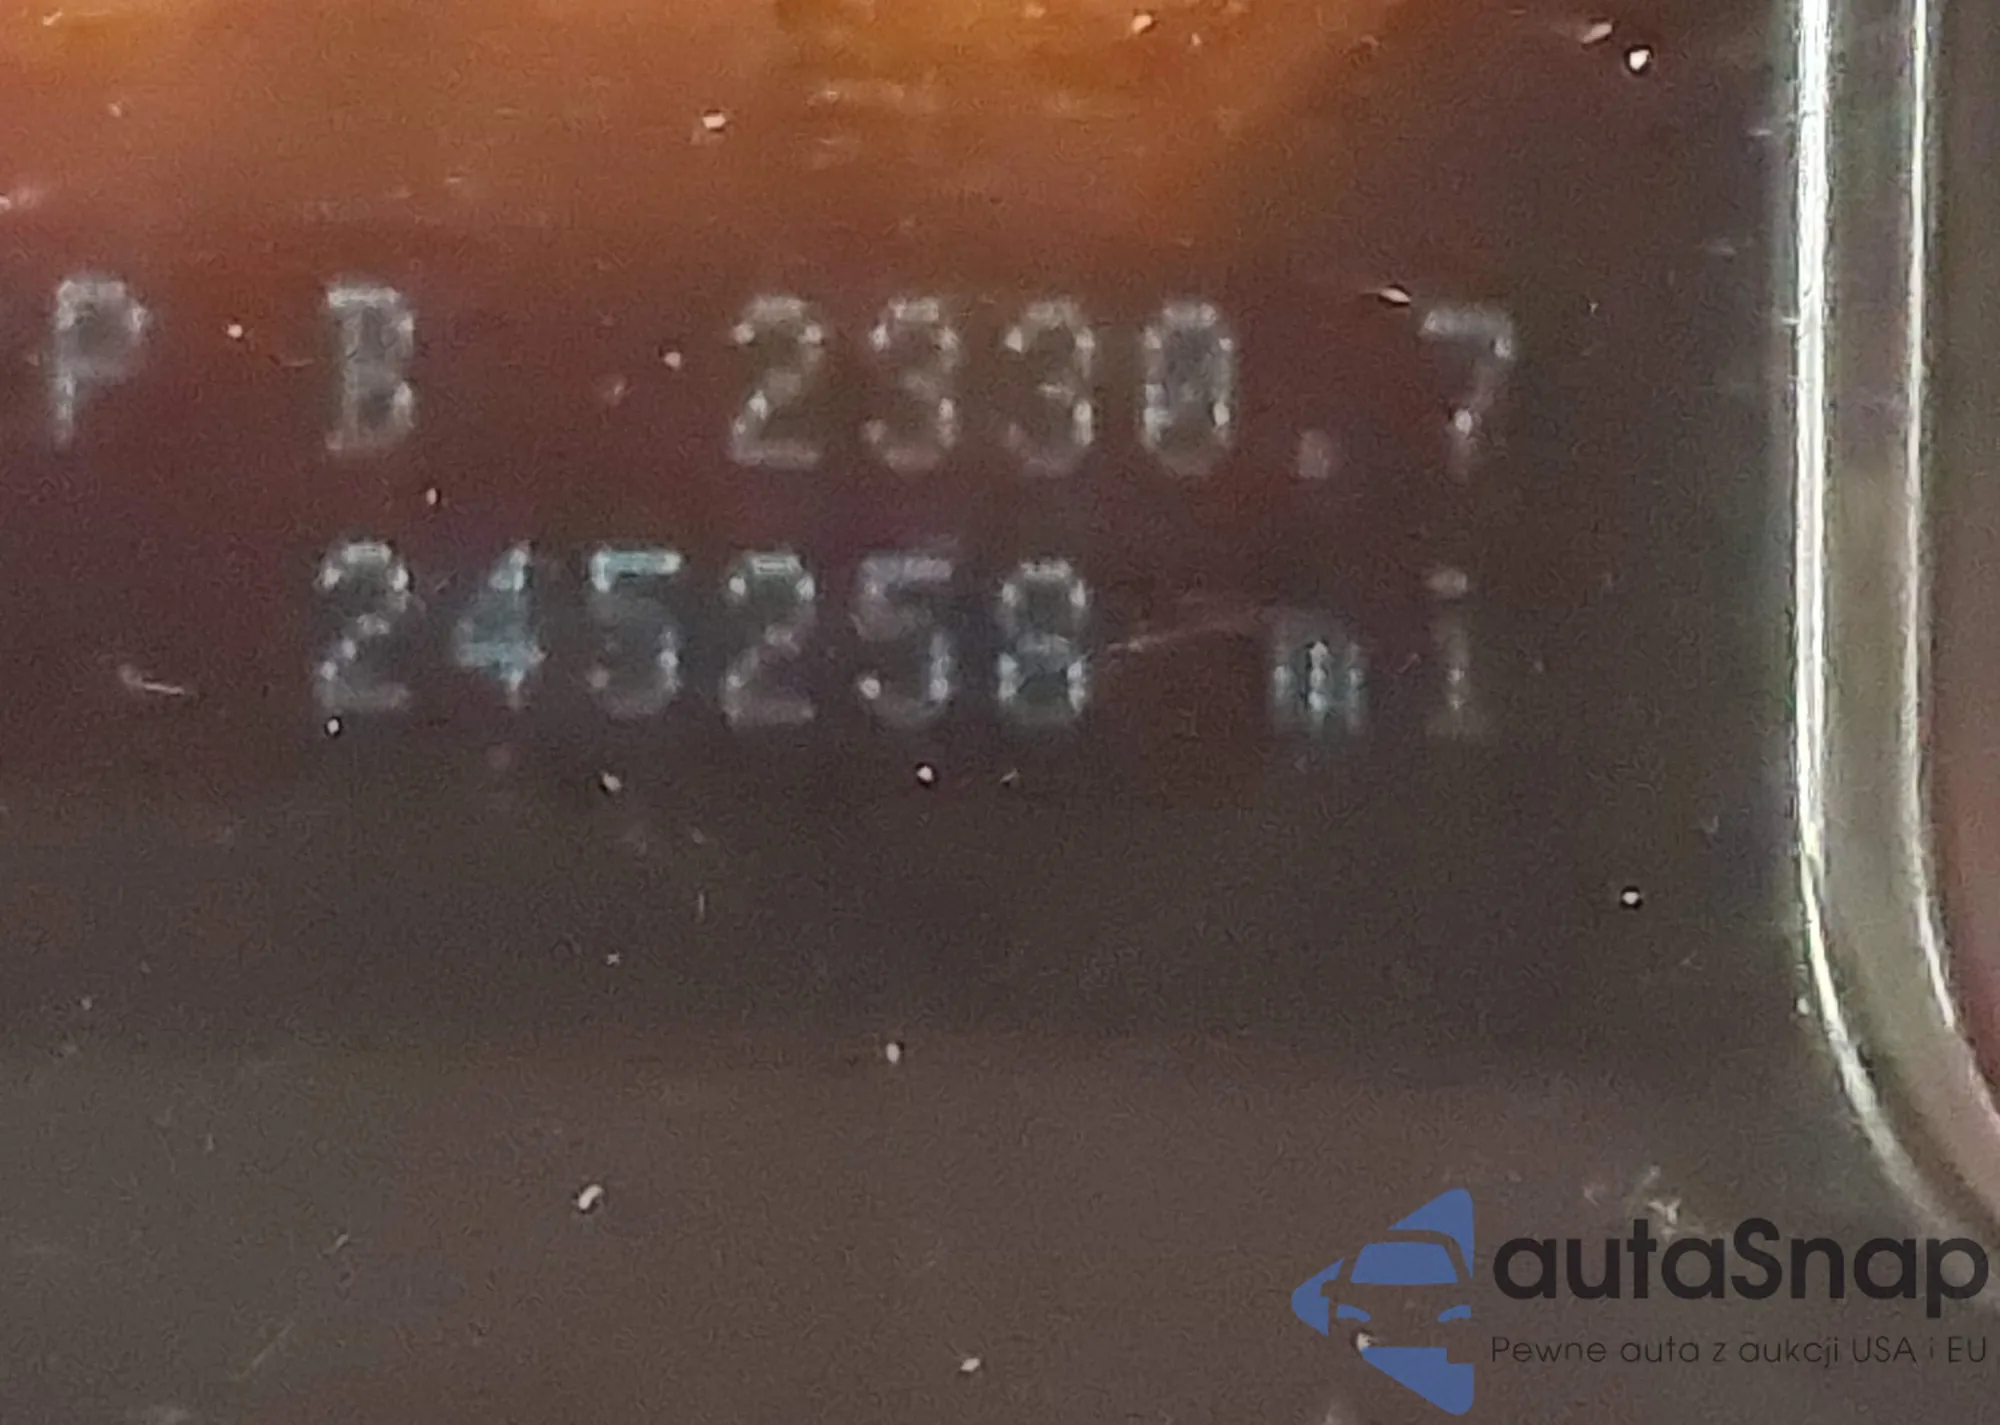 P B 2330.7
245258 mi
autaSnap
Pewne auta z aukcji USA i EU